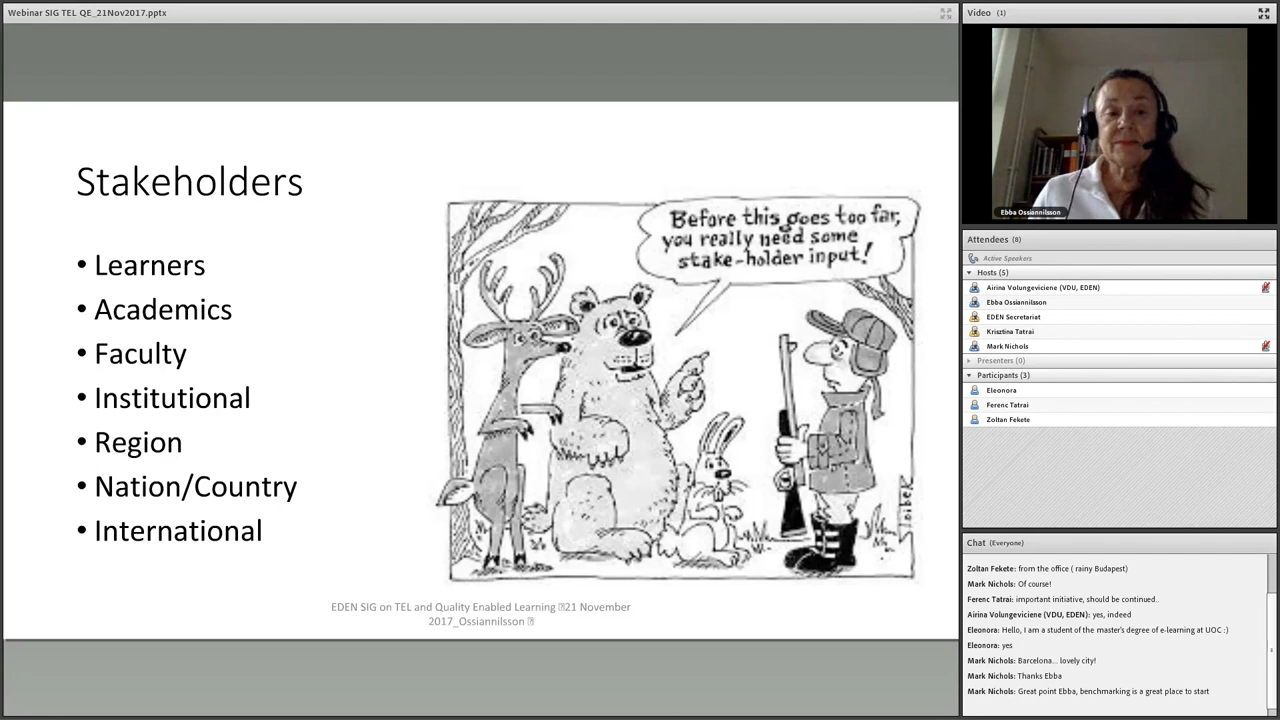 Webinar SIG TEL QE_21Nov2017.pptx
Stakeholders
• Learners
• Academics
• Faculty
• Institutional
• Region
• Nation/Country
• International
Before this goes too far,
you really need some
stake-holder input!
EDEN SIG on TEL and Quality Enabled Learning 21 November
2017_Ossiannilsson
Video (1)
Ebba Ossiannilsson
Attendees (8)
Active Speakers
Hosts (5)
Airina Volungeviciene (VDU, EDEN)
Ebba Ossiannilsson
EDEN Secretariat
Krisztina Tatrai
Mark Nichols
Presenters (0)
Participants (3)
Eleonora
Ferenc Tatrai
Zoltan Fekete
Chat (Everyone)
Zoltan Fekete: from the office ( rainy Budapest)
Mark Nichols: Of course!
Ferenc Tatrai: important initiative, should be continued..
Airina Volungeviciene (VDU, EDEN): yes, indeed
Eleonora: Hello, I am a student of the master's degree of e-learning at UOC :)
Eleonora: yes
Mark Nichols: Barcelona... lovely city!
Mark Nichols: Thanks Ebba
Mark Nichols: Great point Ebba, benchmarking is a great place to start